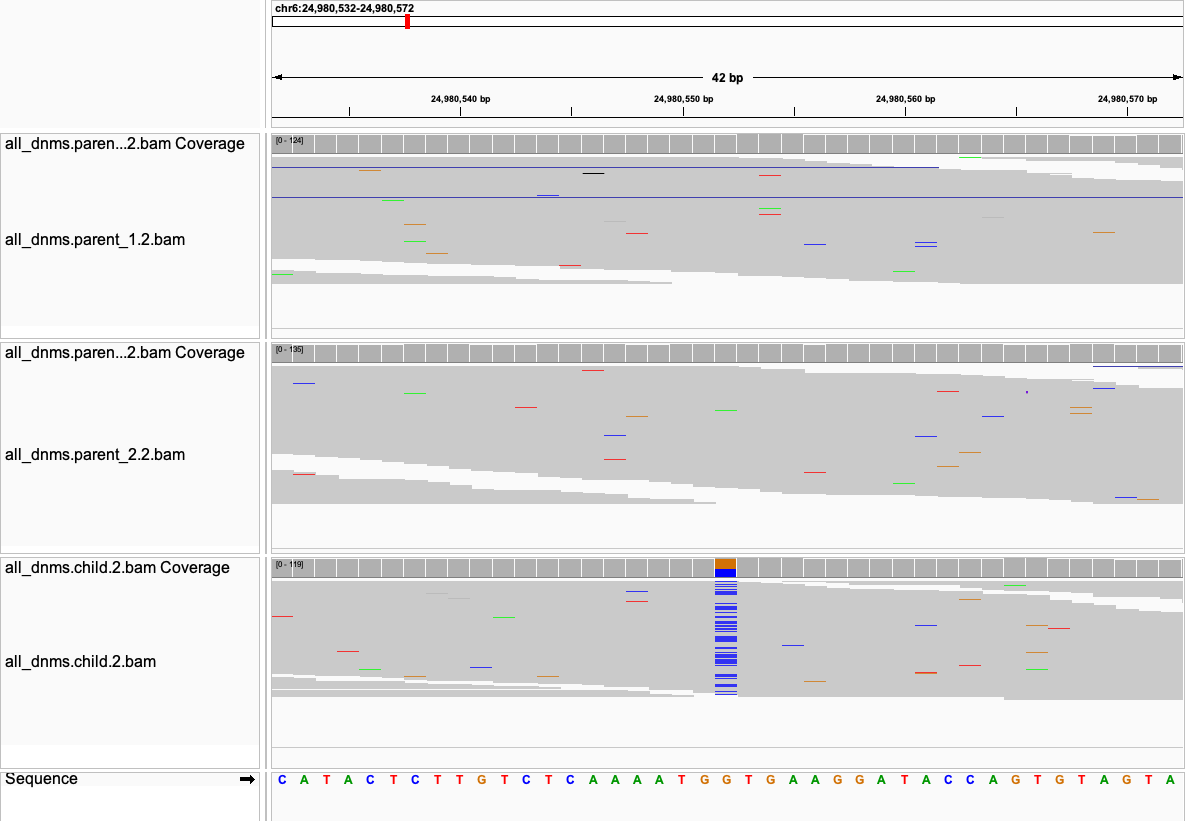 chr6:24,980,532-24,980,572
42 bp
24,980,540 bp 24,980,550 bp 24,980,560 bp 24,980,570 bp
all_dnms.paren...2.bam Coverage [0 - 124]
all_dnms.parent_1.2.bam
all_dnms.paren...2.bam Coverage [0 - 135]
all_dnms.parent_2.2.bam
all_dnms.child.2.bam Coverage [0 - 119]
all_dnms.child.2.bam
Sequence C A T A C T C T T G T C T C A A A A T G G T G A A G G A T A C C A G T G T A G T A